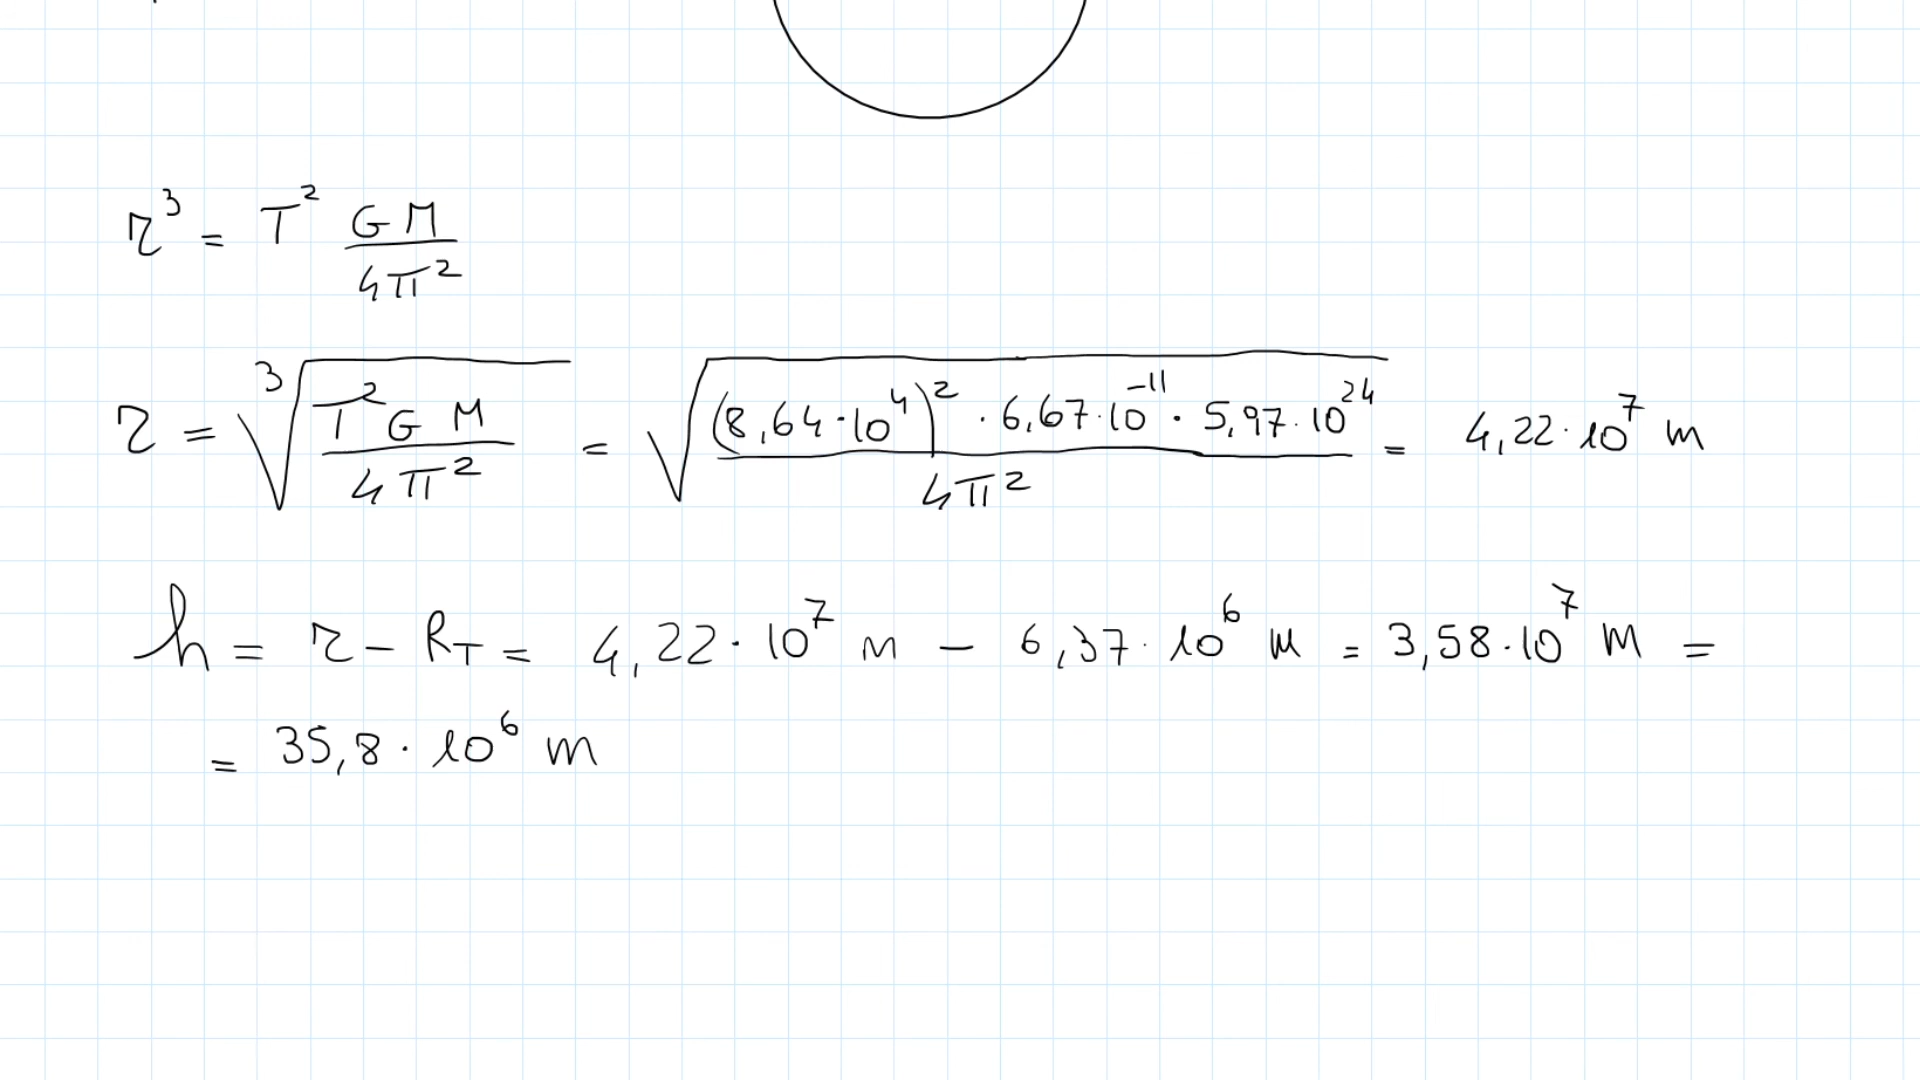 r³ = T² GM / 4π²
r = ³√(T² G M / 4π²) = √((8,64·10⁴)² · 6,67·10⁻¹¹ · 5,97·10²⁴ / 4π²) = 4,22·10⁷ m
h = r − R_T = 4,22·10⁷ m − 6,37·10⁶ m = 3,58·10⁷ m =
= 35,8·10⁶ m